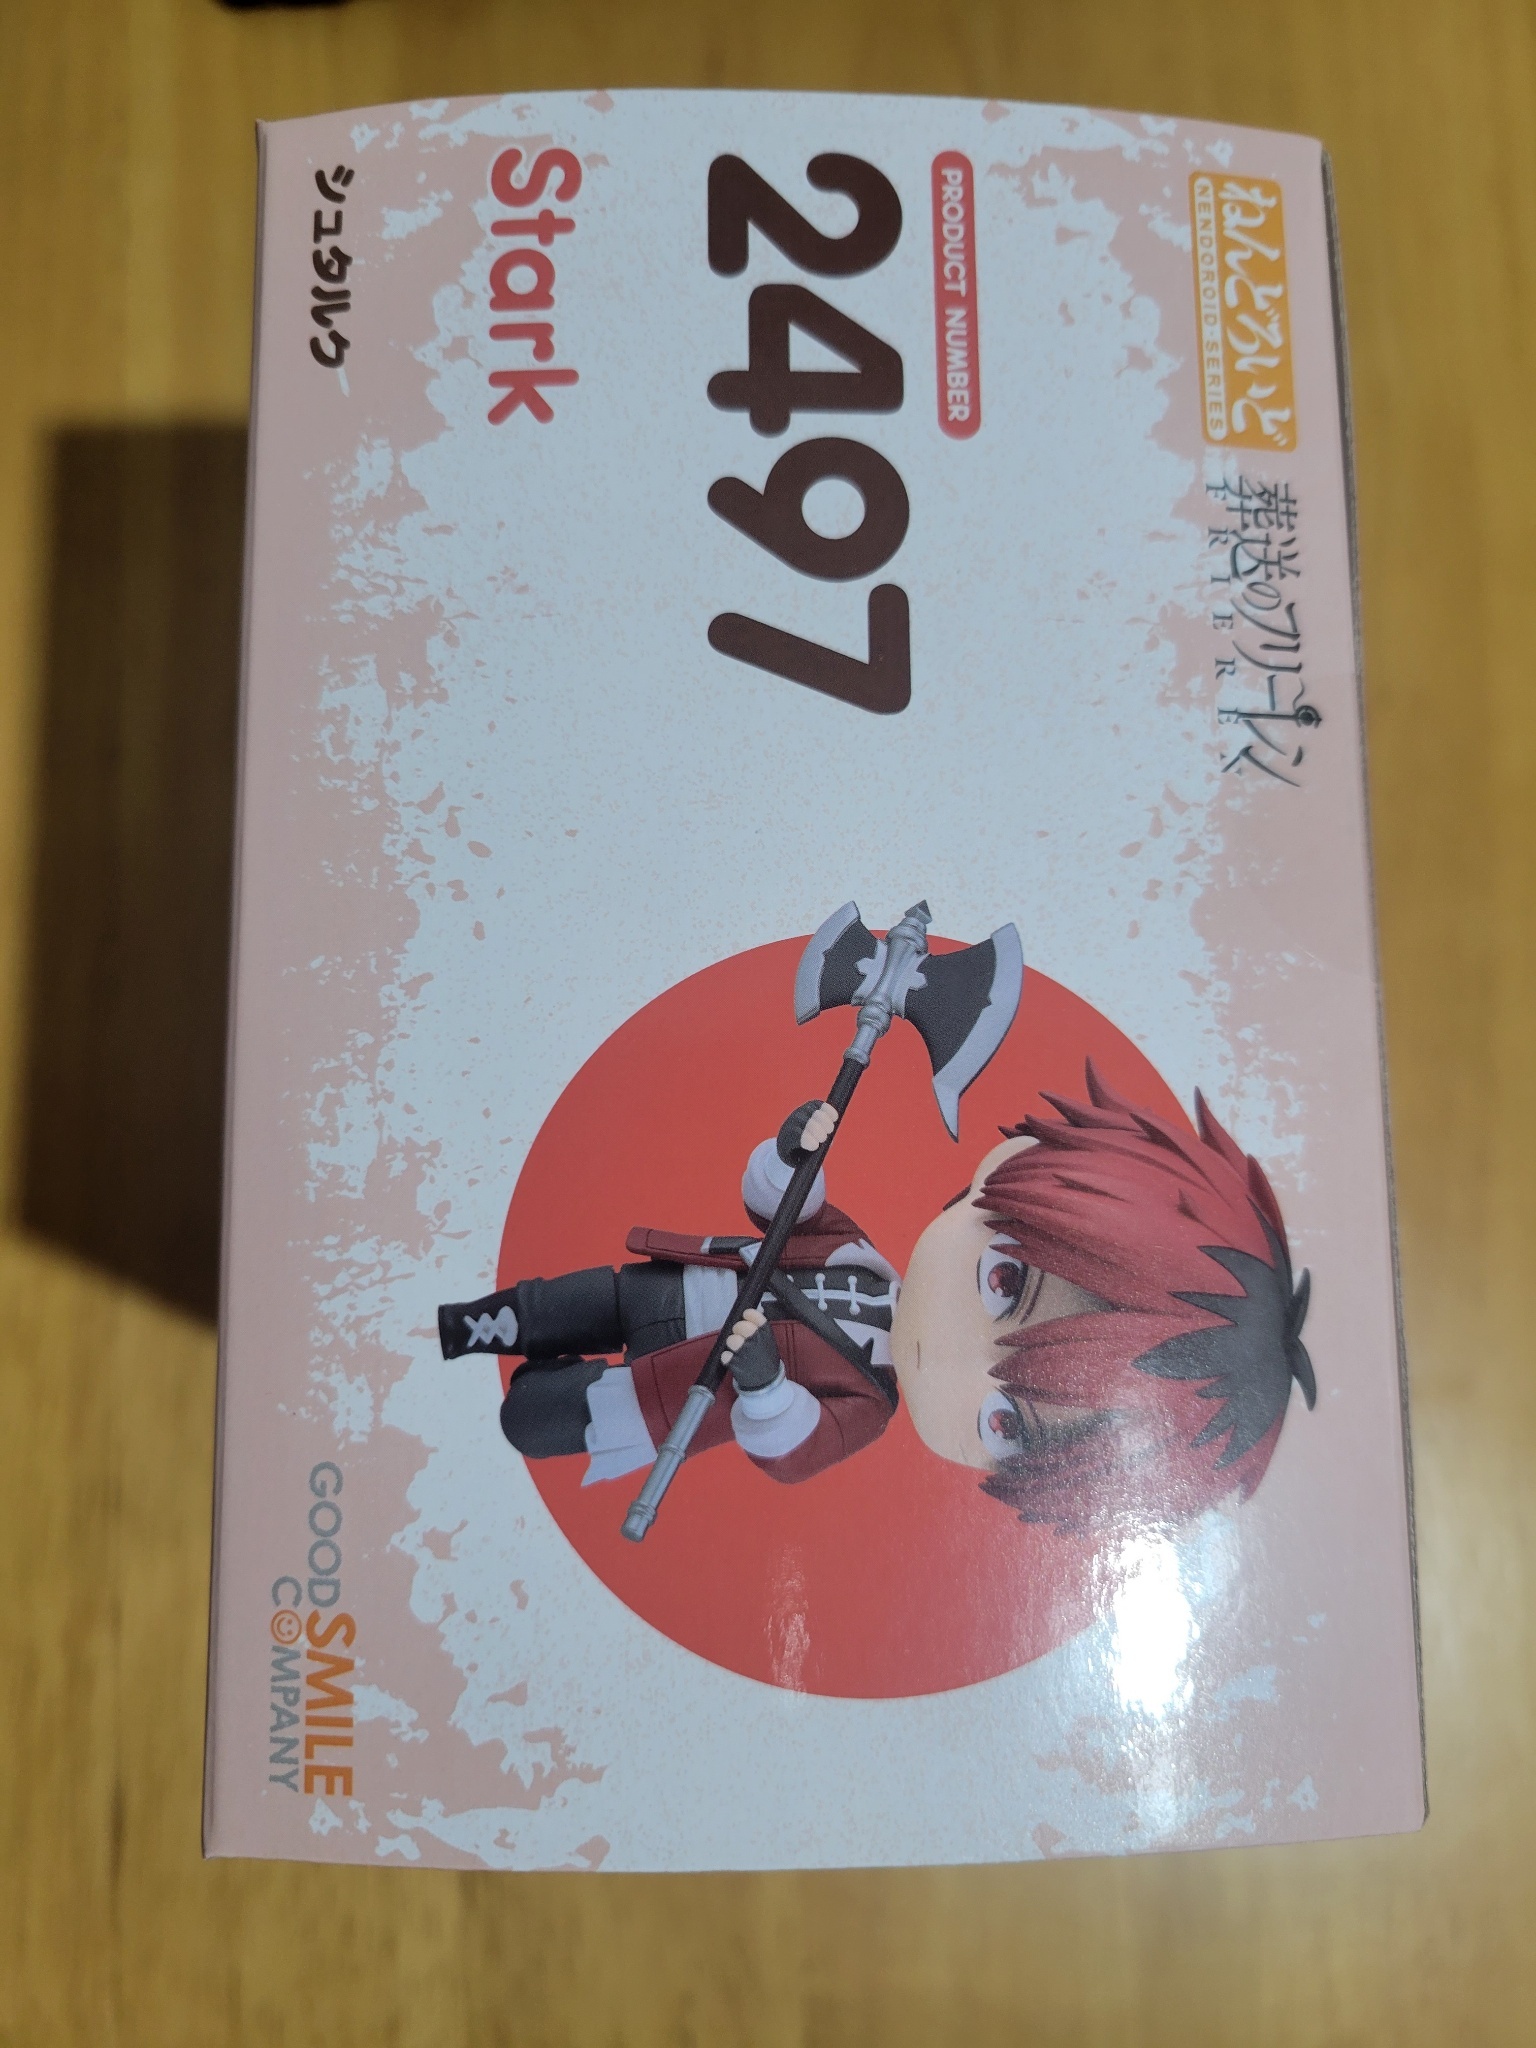 ねんどろいど
NENDOROID·SERIES
葬送のフリーレン
FRIEREN
PRODUCT NUMBER
2497
Stark
シュタルク
GOOD SMILE
COMPANY